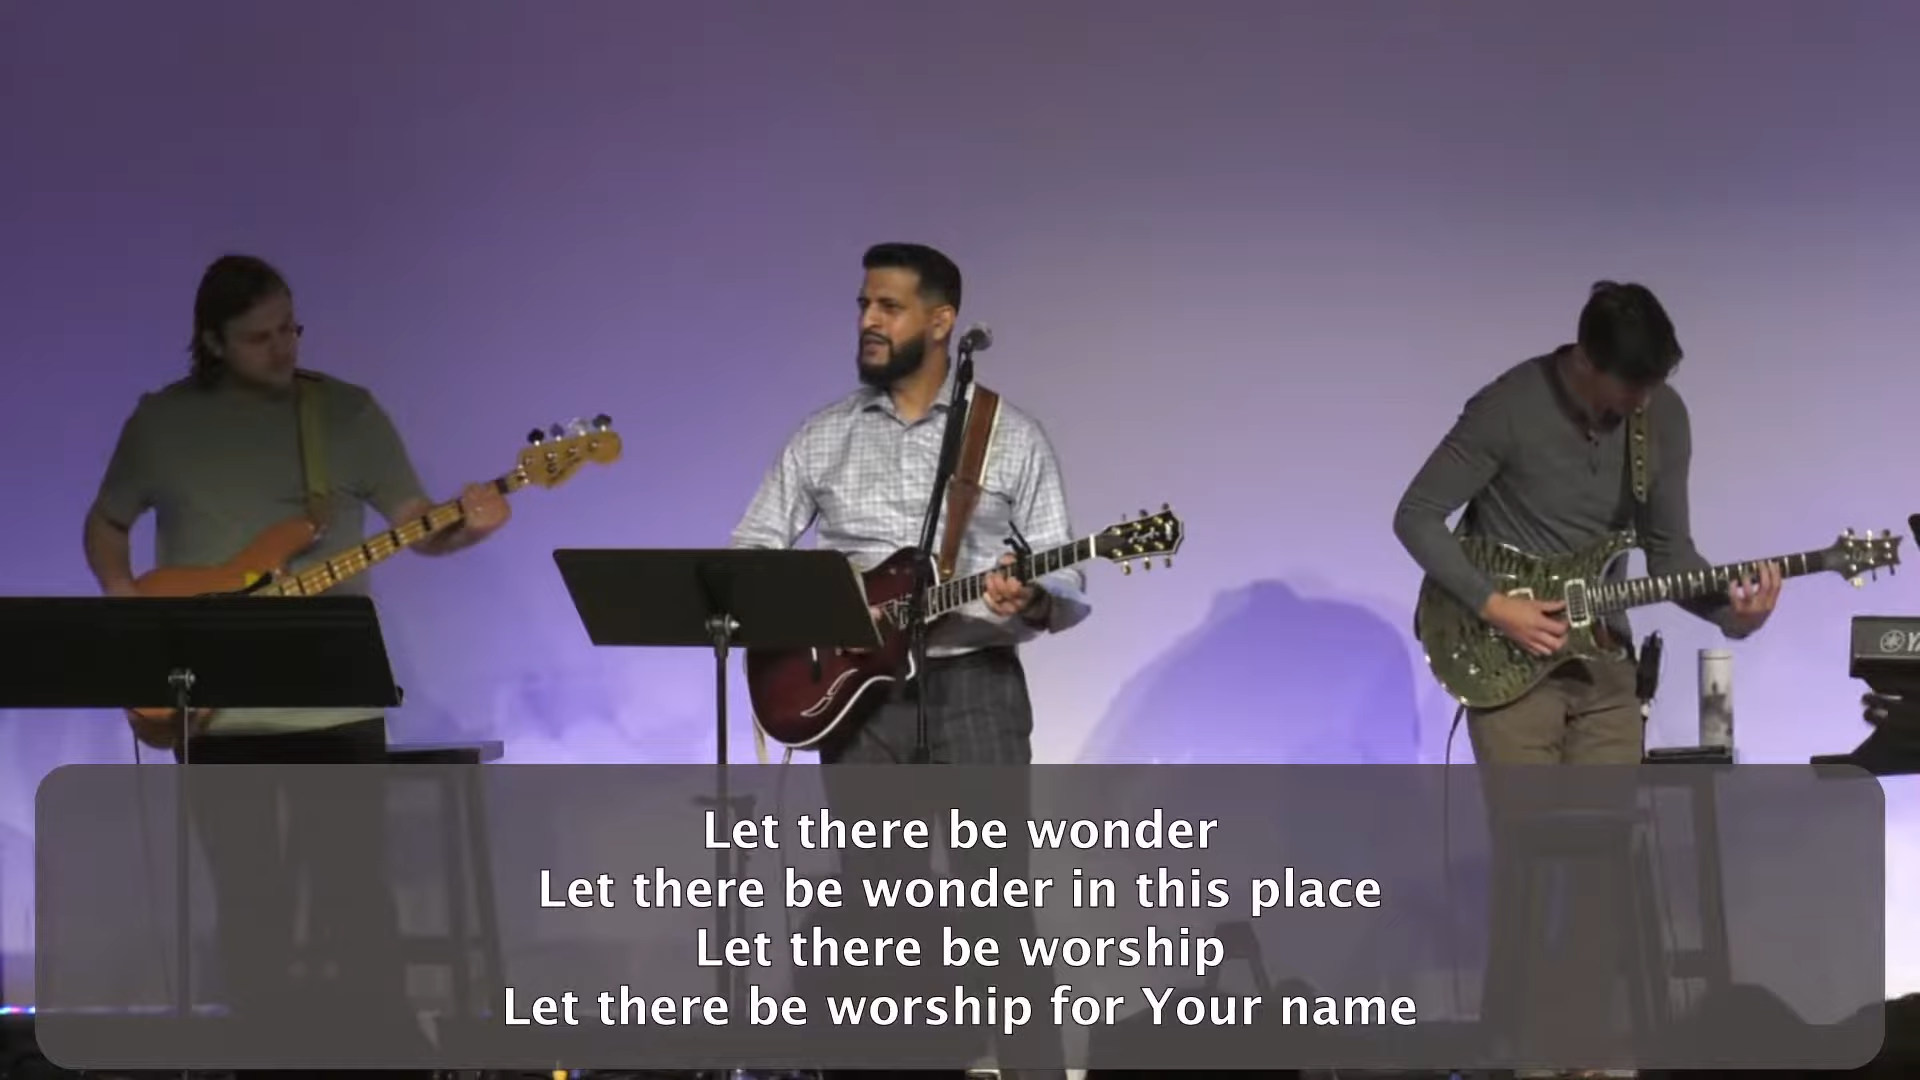 Let there be wonder
Let there be wonder in this place
Let there be worship
Let there be worship for Your name